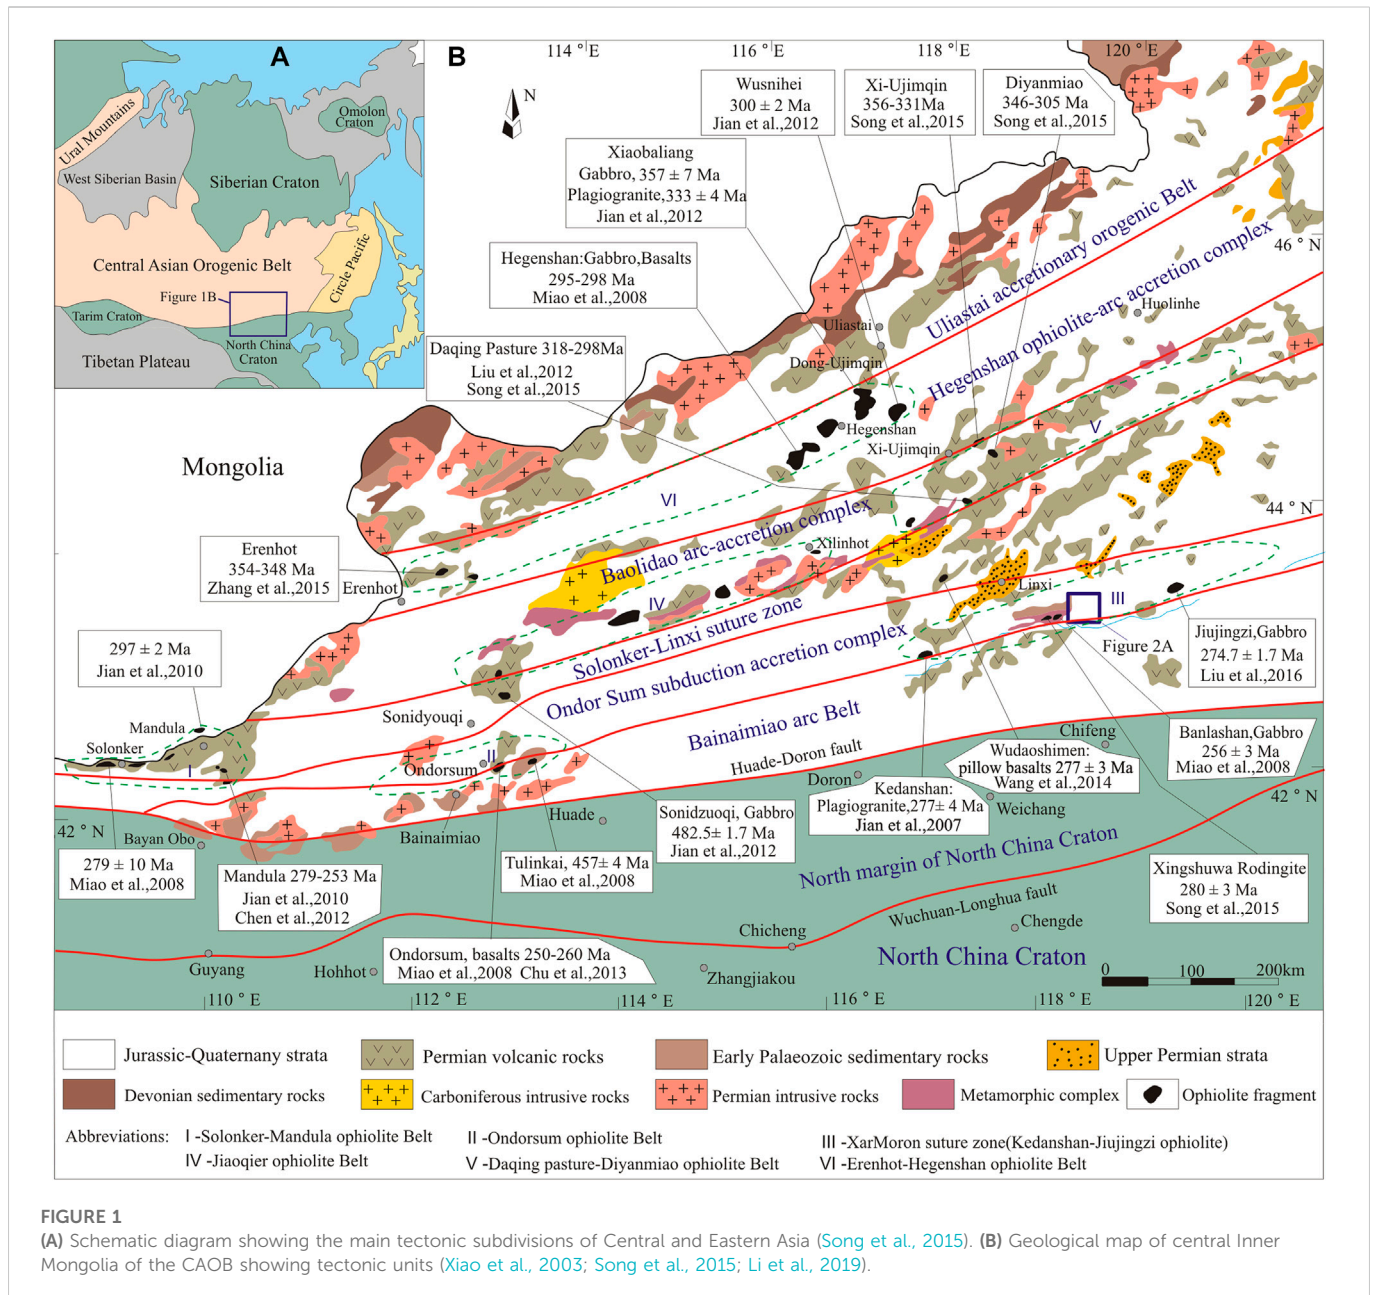 A
Ural Mountains
West Siberian Basin
Siberian Craton
Omolon
Craton
Central Asian Orogenic Belt
Circle Pacific
Figure 1B
Tarim Craton
North China
Craton
Tibetan Plateau
B
114 ° E
116 ° E
118 ° E
120 ° E
N
Wusnihei
300 ± 2 Ma
Jian et al.,2012
Xi-Ujimqin
356-331Ma
Song et al.,2015
Diyanmiao
346-305 Ma
Song et al.,2015
Xiaobaliang
Gabbro, 357 ± 7 Ma
Plagiogranite,333 ± 4 Ma
Jian et al.,2012
Hegenshan:Gabbro,Basalts
295-298 Ma
Miao et al.,2008
Daqing Pasture 318-298Ma
Liu et al.,2012
Song et al.,2015
Uliastai accretionary orogenic Belt
Hegenshan ophiolite-arc accretion complex
46 ° N
Huolinhe
Uliastai
Dong-Ujimqin
Hegenshan
Xi-Ujimqin
V
Mongolia
VI
44 ° N
Baolidao arc-accretion complex
Xilinhot
Erenhot
354-348 Ma
Zhang et al.,2015
Erenhot
IV
Solonker-Linxi suture zone
Linxi
III
Ondor Sum subduction accretion complex
Figure 2A
Jiujingzi,Gabbro
274.7 ± 1.7 Ma
Liu et al.,2016
297 ± 2 Ma
Jian et al.,2010
Mandula
Solonker
I
Sonidyouqi
Bainaimiao arc Belt
Huade-Doron fault
Chifeng
Banlashan,Gabbro
256 ± 3 Ma
Miao et al.,2008
Wudaoshimen:
pillow basalts 277 ± 3 Ma
Wang et al.,2014
II
Ondorsum
Doron
Kedanshan:
Plagiogranite,277± 4 Ma
Jian et al.,2007
Weichang
42 ° N
42 ° N
Bayan Obo
Bainaimiao
Huade
Sonidzuoqi, Gabbro
482.5± 1.7 Ma
Jian et al.,2012
279 ± 10 Ma
Miao et al.,2008
Mandula 279-253 Ma
Jian et al.,2010
Chen et al.,2012
Tulinkai, 457± 4 Ma
Miao et al.,2008
North margin of North China Craton
Xingshuwa Rodingite
280 ± 3 Ma
Song et al.,2015
Wuchuan-Longhua fault
Chengde
Chicheng
Ondorsum, basalts 250-260 Ma
Miao et al.,2008 Chu et al.,2013
North China Craton
Guyang
Hohhot
Zhangjiakou
0 100 200km
110 ° E
112 ° E
114 ° E
116 ° E
118 ° E
120 ° E
Jurassic-Quaternany strata
Permian volcanic rocks
Early Palaeozoic sedimentary rocks
Upper Permian strata
Devonian sedimentary rocks
Carboniferous intrusive rocks
Permian intrusive rocks
Metamorphic complex
Ophiolite fragment
Abbreviations: I -Solonker-Mandula ophiolite Belt
II -Ondorsum ophiolite Belt
III -XarMoron suture zone(Kedanshan-Jiujingzi ophiolite)
IV -Jiaoqier ophiolite Belt
V -Daqing pasture-Diyanmiao ophiolite Belt
VI -Erenhot-Hegenshan ophiolite Belt
FIGURE 1
(A) Schematic diagram showing the main tectonic subdivisions of Central and Eastern Asia (Song et al., 2015). (B) Geological map of central Inner
Mongolia of the CAOB showing tectonic units (Xiao et al., 2003; Song et al., 2015; Li et al., 2019).